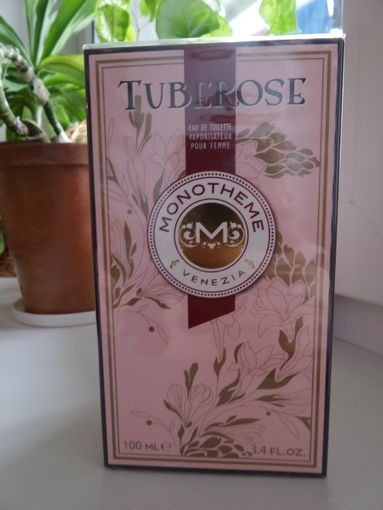 TUBEROSE
EAU DE TOILETTE
VAPORISATEUR
POUR FEMME
MONOTHEME
M
VENEZIA
100 ML ℮
3.4 FL.OZ.